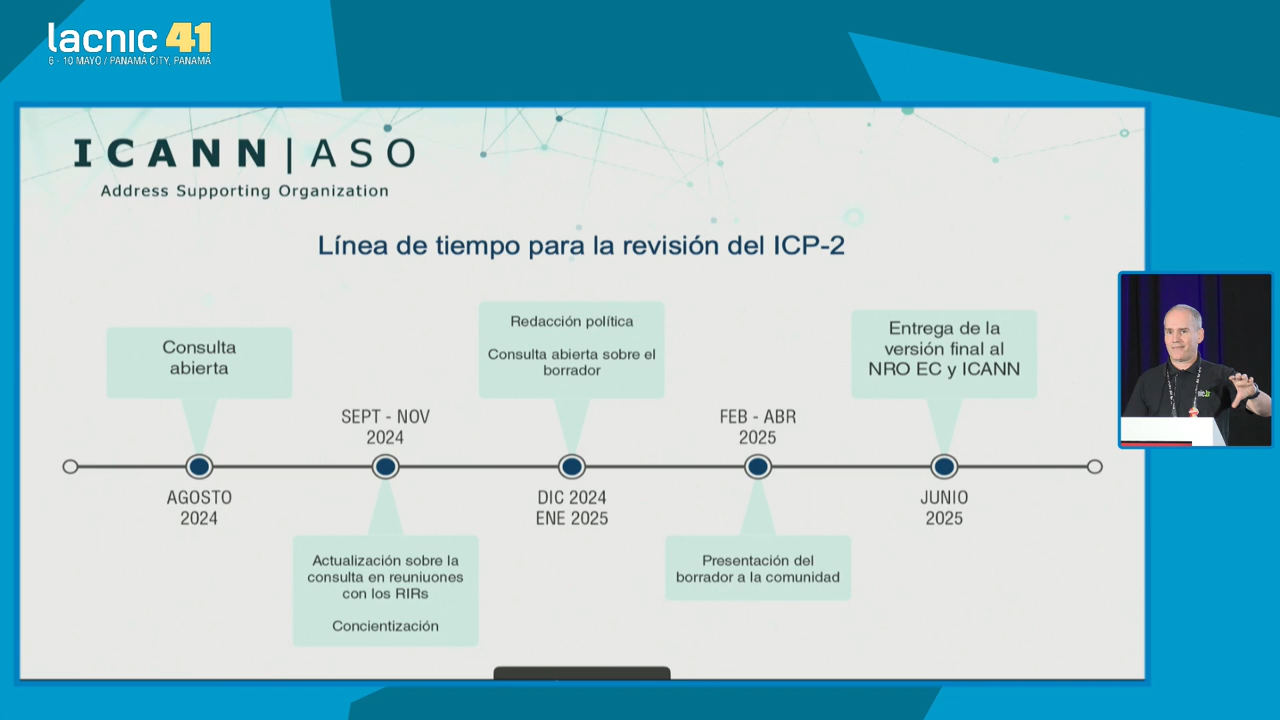 lacnic 41
6 - 10 MAYO / PANAMÁ CITY, PANAMÁ
ICANN|ASO
Address Supporting Organization
Línea de tiempo para la revisión del ICP-2
Consulta
abierta
AGOSTO
2024
SEPT - NOV
2024
Actualización sobre la
consulta en reuniuones
con los RIRs
Concientización
Redacción política
Consulta abierta sobre el
borrador
DIC 2024
ENE 2025
FEB - ABR
2025
Presentación del
borrador a la comunidad
Entrega de la
versión final al
NRO EC y ICANN
JUNIO
2025